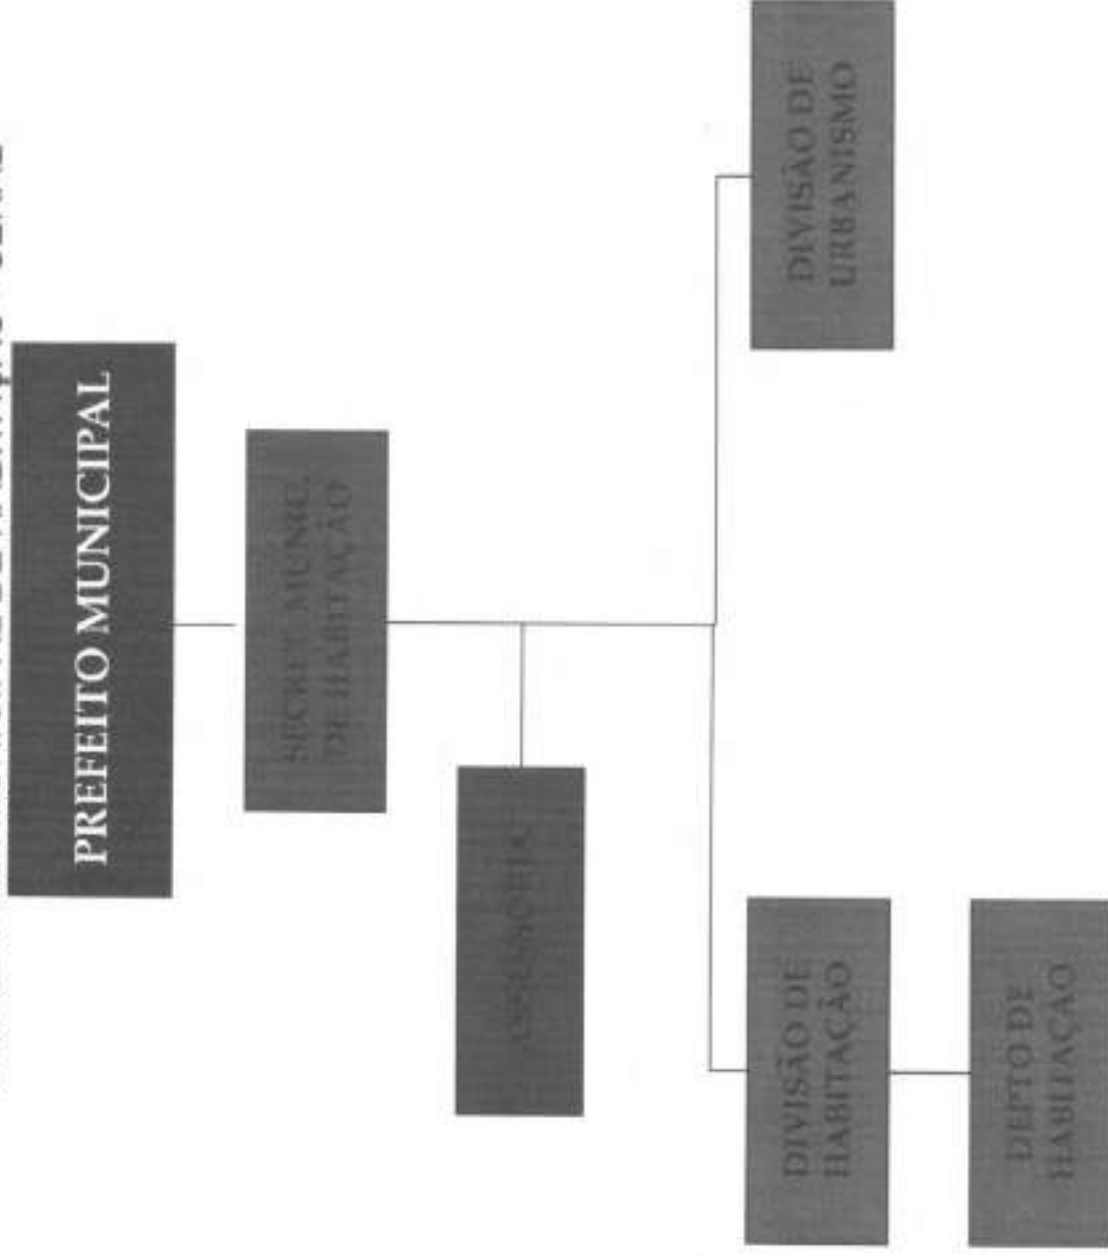 PREFEITO MUNICIPAL
SECRET. MUNIC.
DE HABITAÇÃO
DIVISÃO DE
HABITAÇÃO
DIVISÃO DE
URBANISMO
DEPTO DE
HABITAÇÃO